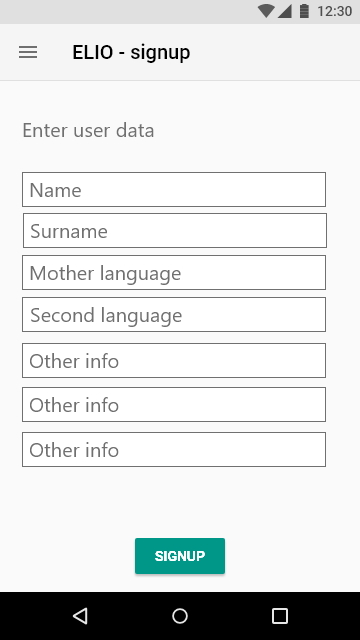 12:30
ELIO - signup
Enter user data
Name
Surname
Mother language
Second language
Other info
Other info
Other info
SIGNUP